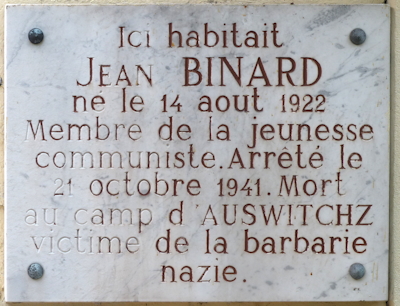 Ici habitait
JEAN BINARD
né le 14 aout 1922
Membre de la jeunesse
communiste. Arrêté le
21 octobre 1941. Mort
au camp d'AUSWITCHZ
victime de la barbarie
nazie.